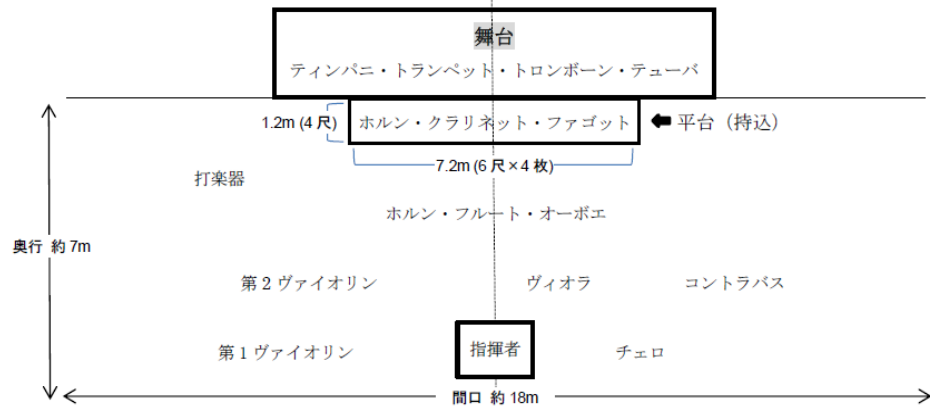 舞台
ティンパニ・トランペット・トロンボーン・テューバ
1.2m (4 尺)
ホルン・クラリネット・ファゴット
平台（持込）
7.2m (6 尺×4 枚)
打楽器
ホルン・フルート・オーボエ
奥行 約 7m
第 2 ヴァイオリン
ヴィオラ
コントラバス
第 1 ヴァイオリン
指揮者
チェロ
間口 約 18m